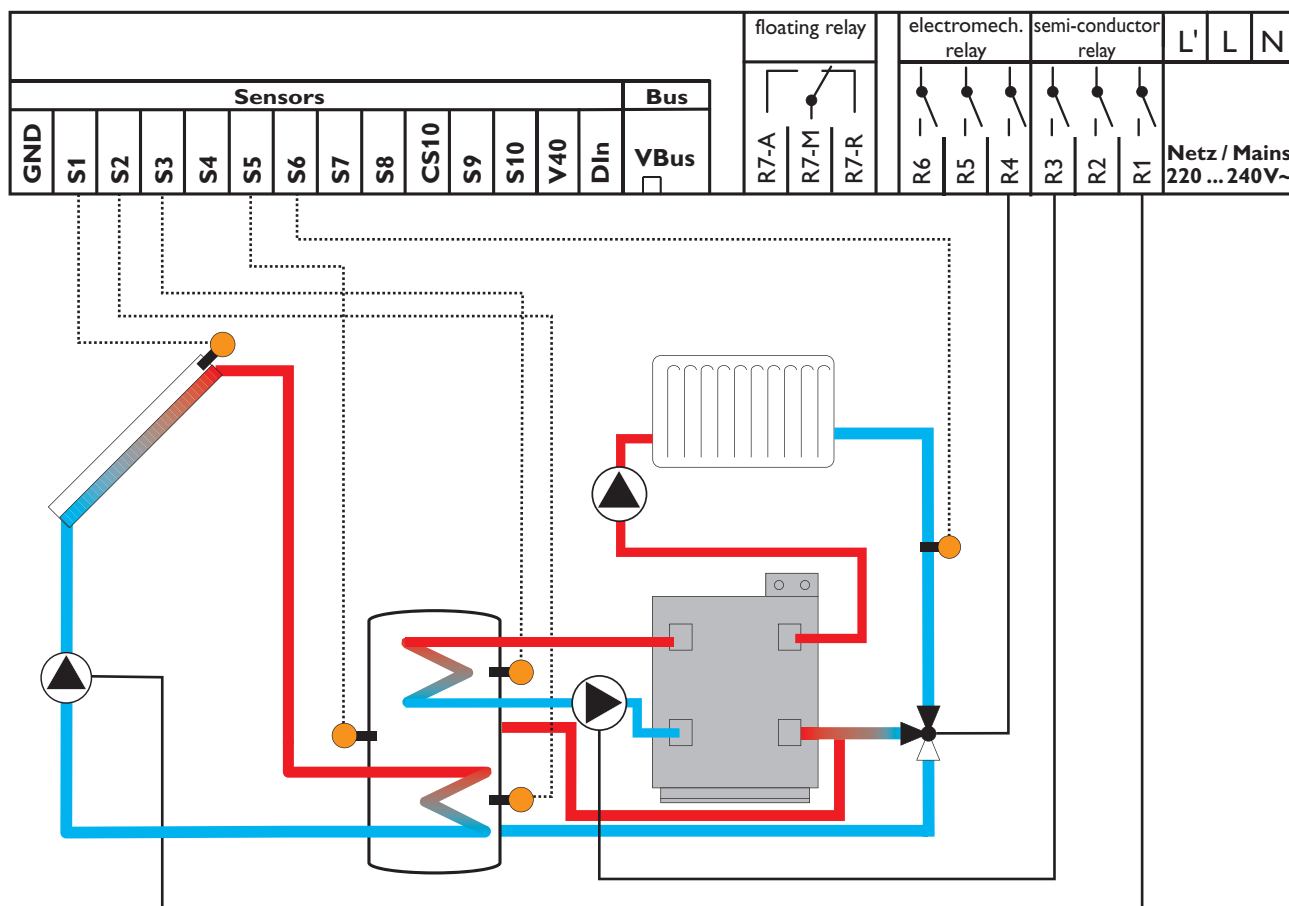 floating relay
electromech.
relay
semi-conductor
relay
L' L N
Sensors
Bus
GND S1 S2 S3 S4 S5 S6 S7 S8 CS10 S9 S10 V40 DIn
VBus
R7-A R7-M R7-R
R6 R5 R4 R3 R2 R1
Netz / Mains
220 ... 240V~